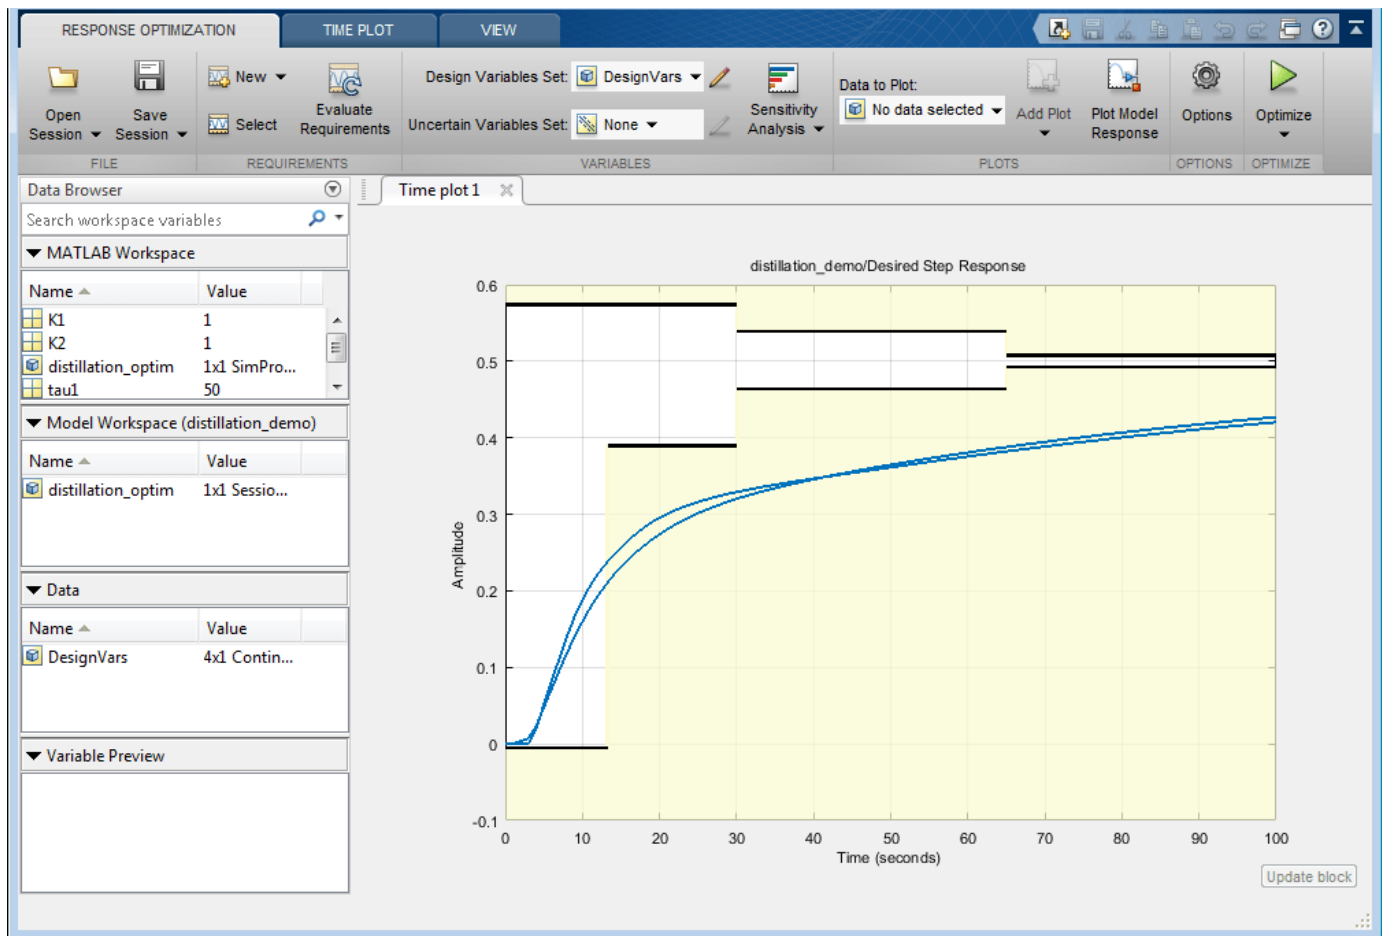 RESPONSE OPTIMIZATION TIME PLOT VIEW
Open Session Save Session
New
Select
Evaluate Requirements
Design Variables Set: DesignVars
Uncertain Variables Set: None
Sensitivity Analysis
Data to Plot:
No data selected
Add Plot
Plot Model Response
Options
Optimize
FILE REQUIREMENTS VARIABLES PLOTS OPTIONS OPTIMIZE
Data Browser
Search workspace variables
MATLAB Workspace
Name Value
K1 1
K2 1
distillation_optim 1x1 SimPro...
tau1 50
Model Workspace (distillation_demo)
Name Value
distillation_optim 1x1 Sessio...
Data
Name Value
DesignVars 4x1 Contin...
Variable Preview
Time plot 1
distillation_demo/Desired Step Response
0.6
0.5
0.4
0.3
0.2
0.1
0
-0.1
Amplitude
0 10 20 30 40 50 60 70 80 90 100
Time (seconds)
Update block